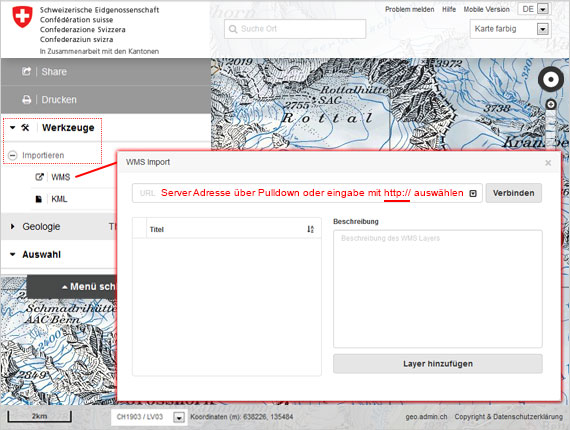 Schweizerische Eidgenossenschaft
Confédération suisse
Confederazione Svizzera
Confederaziun svizra
In Zusammenarbeit mit den Kantonen
Problem melden Hilfe Mobile Version DE
Suche Ort
Karte farbig
Share
Drucken
Werkzeuge
Importieren
WMS
KML
Geologie
Auswahl
Menü sch
WMS Import
×
URL Server Adresse über Pulldown oder eingabe mit http:// auswählen
Verbinden
Titel
Beschreibung
Beschreibung des WMS Layers
Layer hinzufügen
Rottalhütte
SAC
2755
Rottal
3738
Schmadrihütte
AAC Bern
2400
2649
2km
CH1903 / LV03
Koordinaten (m): 638226, 135484
geo.admin.ch Copyright & Datenschutzerklärung